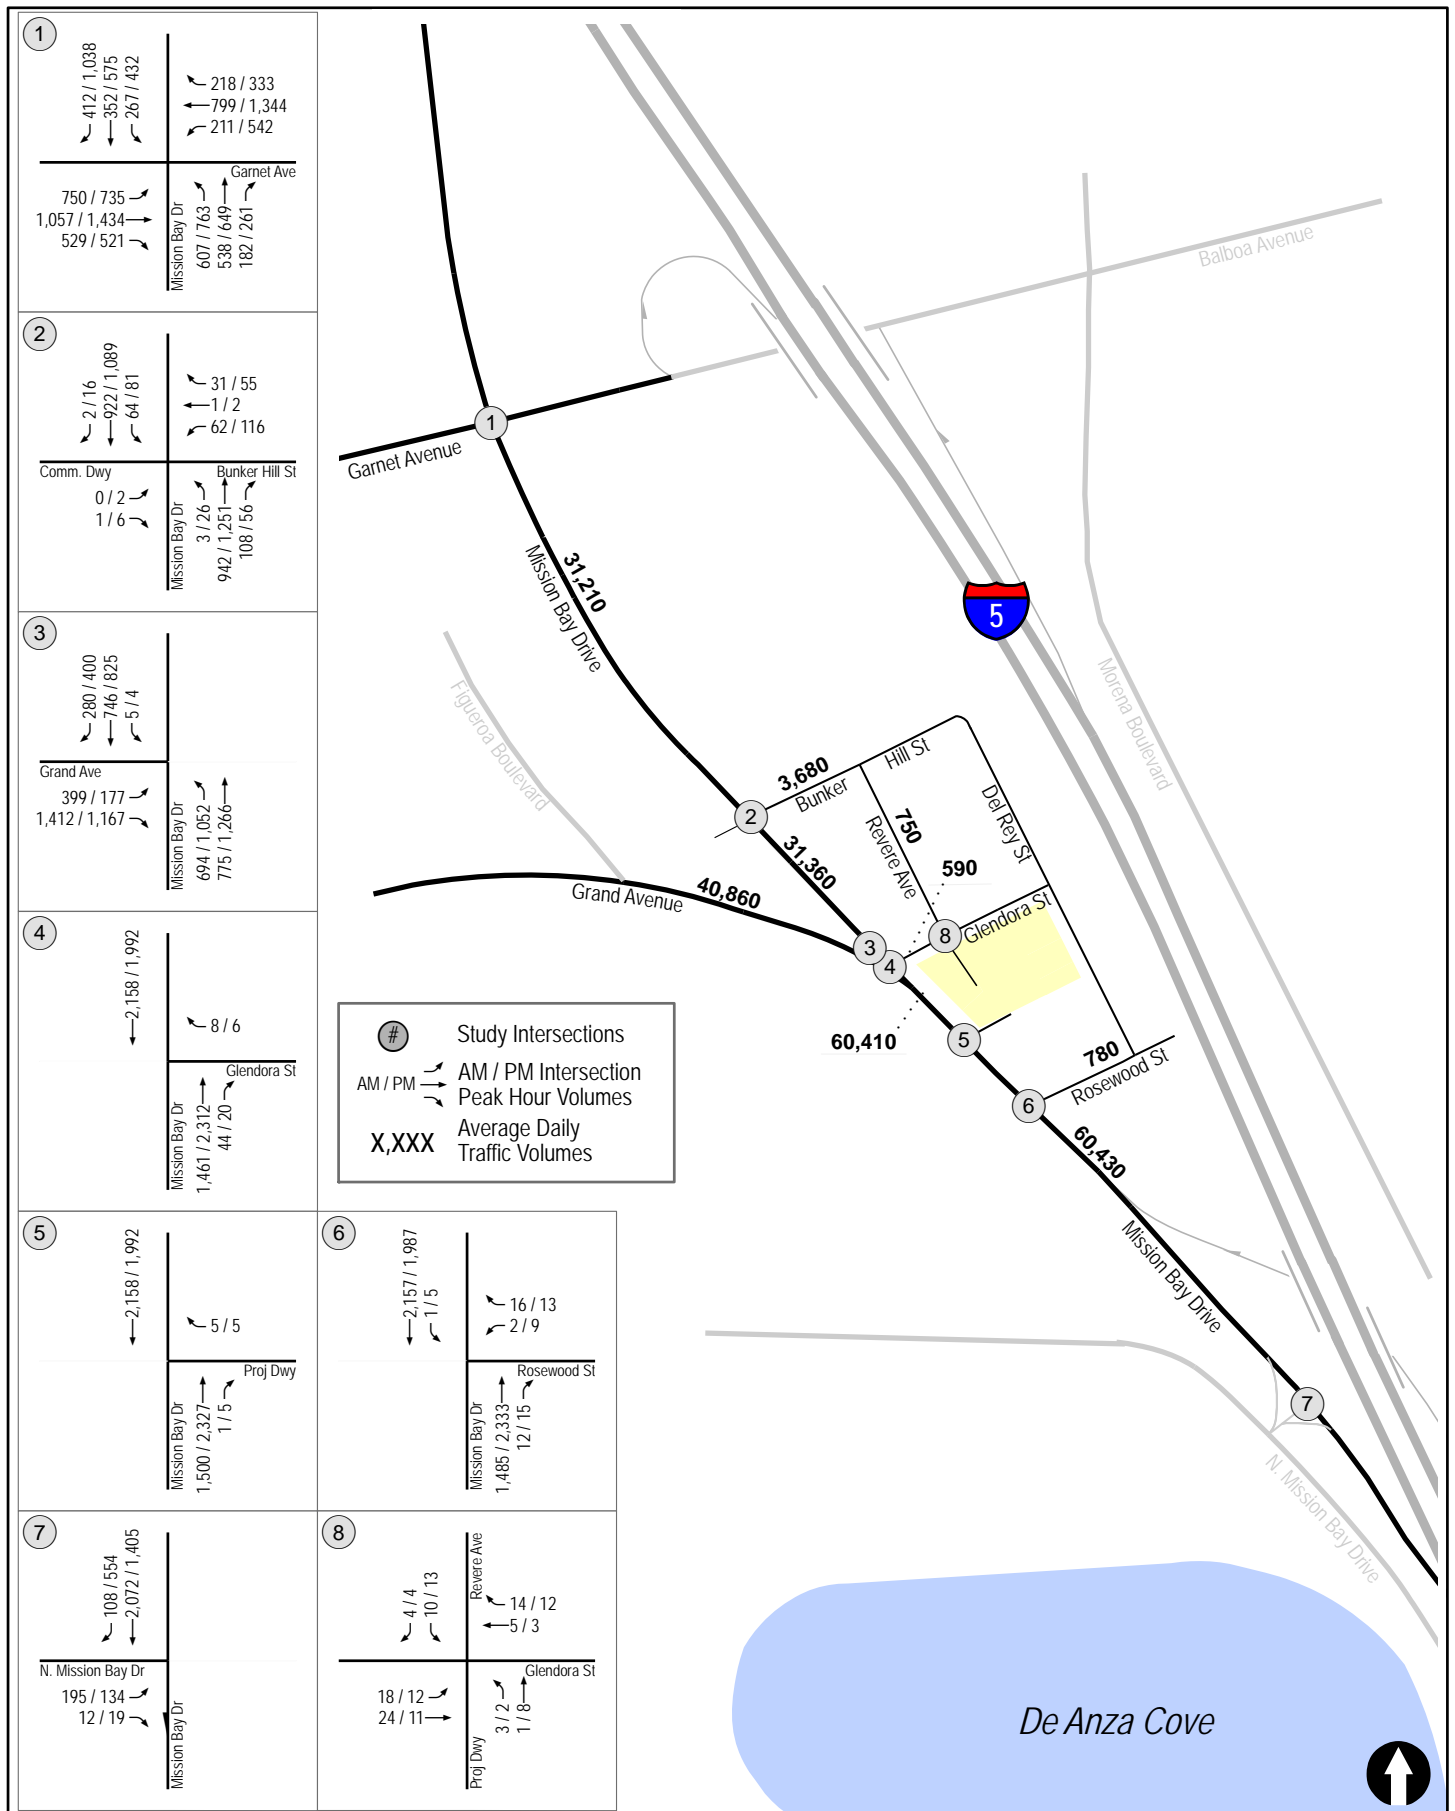 1
412 / 1,038
352 / 575
267 / 432
218 / 333
799 / 1,344
211 / 542
Garnet Ave
750 / 735
1,057 / 1,434
529 / 521
Mission Bay Dr
607 / 763
538 / 649
182 / 261
2
2 / 16
922 / 1,089
64 / 81
31 / 55
1 / 2
62 / 116
Comm. Dwy
Bunker Hill St
0 / 2
1 / 6
Mission Bay Dr
3 / 26
942 / 1,251
108 / 56
3
280 / 400
746 / 825
5 / 4
Grand Ave
399 / 177
1,412 / 1,167
Mission Bay Dr
694 / 1,052
775 / 1,266
4
2,158 / 1,992
8 / 6
Glendora St
Mission Bay Dr
1,461 / 2,312
44 / 20
5
2,158 / 1,992
5 / 5
Proj Dwy
Mission Bay Dr
1,500 / 2,327
1 / 5
6
2,157 / 1,987
1 / 5
16 / 13
2 / 9
Rosewood St
Mission Bay Dr
1,485 / 2,333
12 / 15
7
108 / 554
2,072 / 1,405
N. Mission Bay Dr
195 / 134
12 / 19
Mission Bay Dr
8
4 / 4
10 / 13
Revere Ave
14 / 12
5 / 3
Glendora St
18 / 12
24 / 11
Proj Dwy
3 / 2
1 / 8
Balboa Avenue
1
Garnet Avenue
31,210
Mission Bay Drive
5
Morena Boulevard
Figueroa Boulevard
3,680
Bunker
Hill St
2
750
Revere Ave
Del Rey St
31,360
590
40,860
Grand Avenue
3
4
8
Glendora St
60,410
5
780
Rosewood St
6
60,430
Mission Bay Drive
7
N. Mission Bay Drive
#
Study Intersections
AM / PM
AM / PM Intersection
Peak Hour Volumes
X,XXX
Average Daily
Traffic Volumes
De Anza Cove